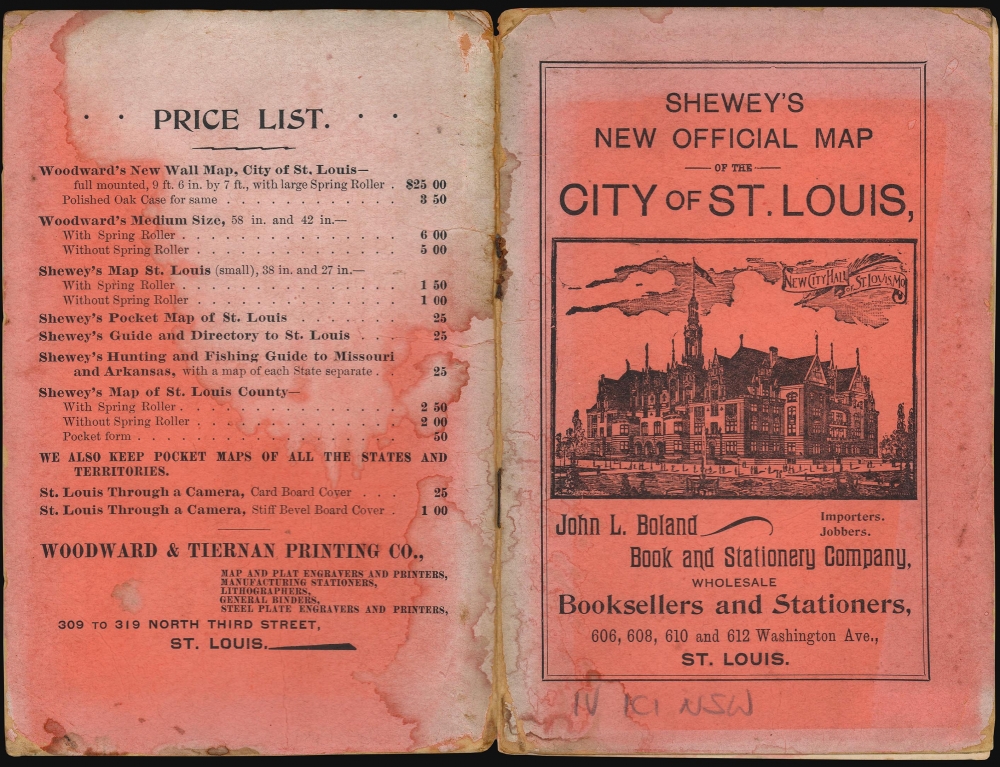 PRICE LIST.
Woodward's New Wall Map, City of St. Louis—
full mounted, 9 ft. 6 in. by 7 ft., with large Spring Roller . $25 00
Polished Oak Case for same . . . . . . . . . . . . 3 50
Woodward's Medium Size, 58 in. and 42 in.—
With Spring Roller . . . . . . . . . . . . . . . 6 00
Without Spring Roller . . . . . . . . . . . . . . 5 00
Shewey's Map St. Louis (small), 38 in. and 27 in.—
With Spring Roller . . . . . . . . . . . . . . . 1 50
Without Spring Roller . . . . . . . . . . . . . . 1 00
Shewey's Pocket Map of St. Louis . . . . . . . 25
Shewey's Guide and Directory to St. Louis . . . . 25
Shewey's Hunting and Fishing Guide to Missouri
and Arkansas, with a map of each State separate . . 25
Shewey's Map of St. Louis County—
With Spring Roller . . . . . . . . . . . . . . . 2 50
Without Spring Roller . . . . . . . . . . . . . . 2 00
Pocket form . . . . . . . . . . . . . . . . . . 50
WE ALSO KEEP POCKET MAPS OF ALL THE STATES AND
TERRITORIES.
St. Louis Through a Camera, Card Board Cover . . . 25
St. Louis Through a Camera, Stiff Bevel Board Cover . 1 00
WOODWARD & TIERNAN PRINTING CO.,
MAP AND PLAT ENGRAVERS AND PRINTERS,
MANUFACTURING STATIONERS,
LITHOGRAPHERS,
GENERAL BINDERS,
STEEL PLATE ENGRAVERS AND PRINTERS,
309 TO 319 NORTH THIRD STREET,
ST. LOUIS.
SHEWEY'S
NEW OFFICIAL MAP
OF THE
CITY OF ST. LOUIS,
NEW CITY HALL
OF ST. LOUIS, MO
John L. Boland
Importers.
Jobbers.
Book and Stationery Company,
WHOLESALE
Booksellers and Stationers,
606, 608, 610 and 612 Washington Ave.,
ST. LOUIS.